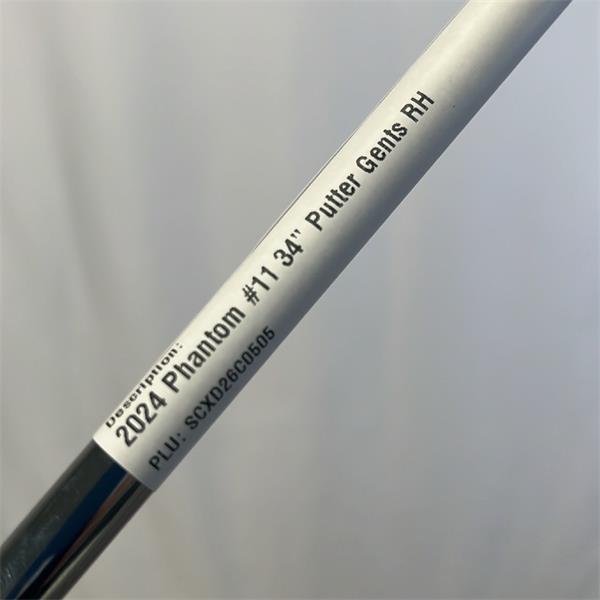 Description:
2024 Phantom #11 34" Putter Gents RH
PLU: SCXD26C0505